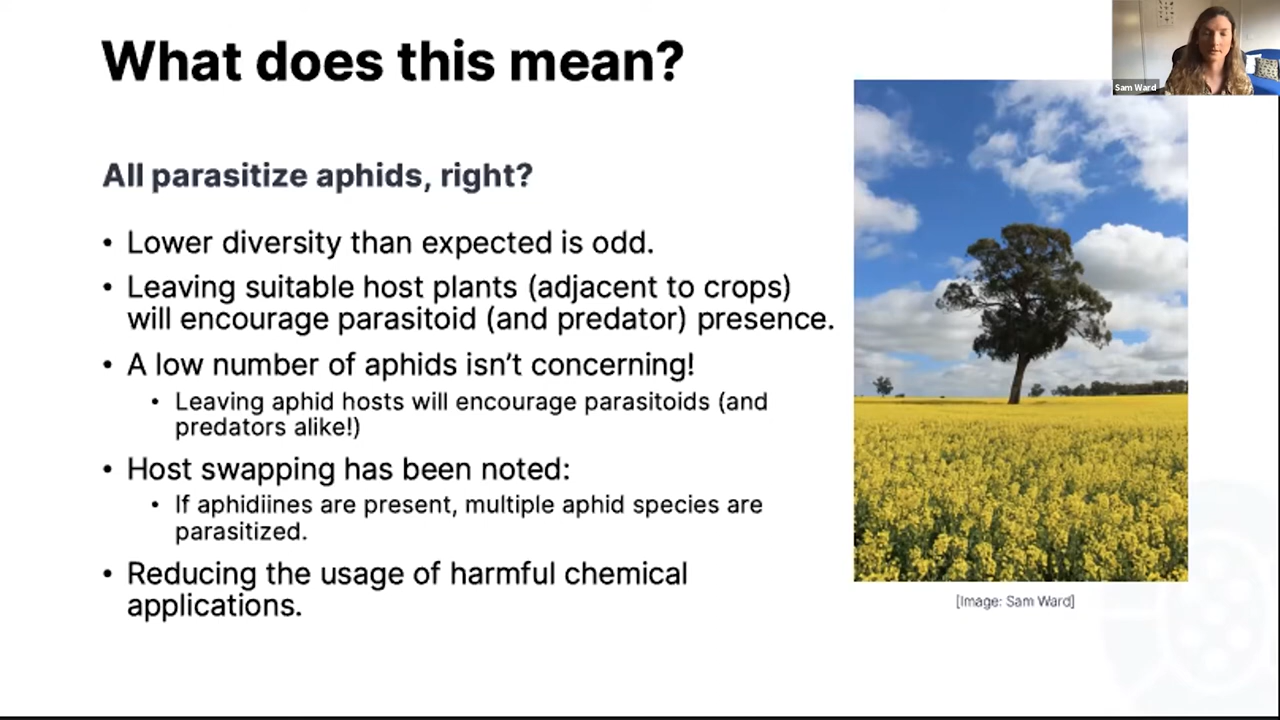 What does this mean?
Sam Ward
All parasitize aphids, right?
• Lower diversity than expected is odd.
• Leaving suitable host plants (adjacent to crops)
will encourage parasitoid (and predator) presence.
• A low number of aphids isn’t concerning!
• Leaving aphid hosts will encourage parasitoids (and
predators alike!)
• Host swapping has been noted:
• If aphidiines are present, multiple aphid species are
parasitized.
• Reducing the usage of harmful chemical
applications.
[Image: Sam Ward]